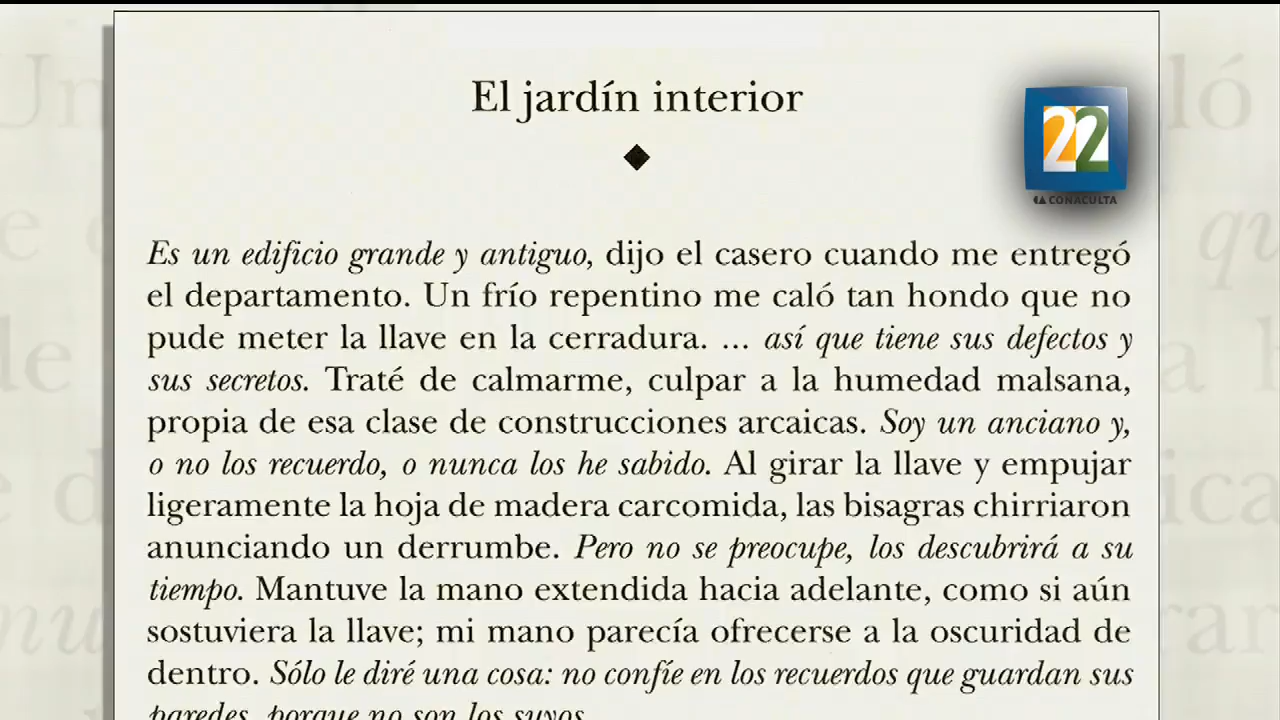 El jardín interior
22
CONACULTA
Es un edificio grande y antiguo, dijo el casero cuando me entregó
el departamento. Un frío repentino me caló tan hondo que no
pude meter la llave en la cerradura. ... así que tiene sus defectos y
sus secretos. Traté de calmarme, culpar a la humedad malsana,
propia de esa clase de construcciones arcaicas. Soy un anciano y,
o no los recuerdo, o nunca los he sabido. Al girar la llave y empujar
ligeramente la hoja de madera carcomida, las bisagras chirriaron
anunciando un derrumbe. Pero no se preocupe, los descubrirá a su
tiempo. Mantuve la mano extendida hacia adelante, como si aún
sostuviera la llave; mi mano parecía ofrecerse a la oscuridad de
dentro. Sólo le diré una cosa: no confíe en los recuerdos que guardan sus
paredes, porque no son los suyos.